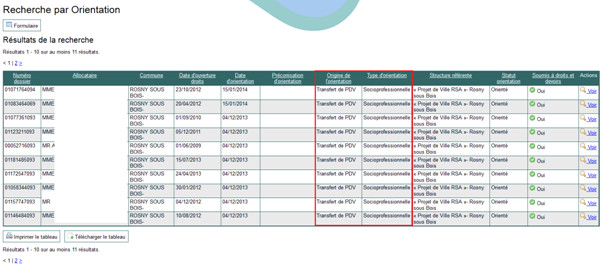 Recherche par Orientation
Formulaire
Résultats de la recherche
Résultats 1 - 10 sur au moins 11 résultats.
< 1 | 2 >
Numéro dossier Allocataire Commune Date d'ouverture droits Date d'orientation Préconisation d'orientation Origine de l'orientation Type d'orientation Structure référente Statut orientation Soumis à droits et devoirs Actions
01071764094 MME ROSNY SOUS BOIS- 23/10/2012 15/01/2014 Transfert de PDV Socioprofessionnelle « Projet de Ville RSA » Rosny sous Bois Orienté Oui Voir
01083464069 MME ROSNY SOUS BOIS- 20/04/2012 15/01/2014 Transfert de PDV Socioprofessionnelle « Projet de Ville RSA » Rosny sous Bois Orienté Oui Voir
01077361093 MME ROSNY SOUS BOIS- 01/09/2010 04/12/2013 Transfert de PDV Socioprofessionnelle « Projet de Ville RSA » Rosny sous Bois Orienté Oui Voir
01123211093 MME ROSNY SOUS BOIS- 05/12/2011 04/12/2013 Transfert de PDV Socioprofessionnelle « Projet de Ville RSA » Rosny sous Bois Orienté Oui Voir
00052716093 MR ROSNY SOUS BOIS- 01/06/2009 04/12/2013 Transfert de PDV Socioprofessionnelle « Projet de Ville RSA » Rosny sous Bois Orienté Oui Voir
01181485093 MME ROSNY SOUS BOIS- 15/07/2013 04/12/2013 Transfert de PDV Socioprofessionnelle « Projet de Ville RSA » Rosny sous Bois Orienté Oui Voir
01172547093 MME ROSNY SOUS BOIS- 24/04/2013 04/12/2013 Transfert de PDV Socioprofessionnelle « Projet de Ville RSA » Rosny sous Bois Orienté Oui Voir
01058344093 MME ROSNY SOUS BOIS- 30/01/2012 04/12/2013 Transfert de PDV Socioprofessionnelle « Projet de Ville RSA » Rosny sous Bois Orienté Oui Voir
01157747093 MR ROSNY SOUS BOIS- 04/12/2012 04/12/2013 Transfert de PDV Socioprofessionnelle « Projet de Ville RSA » Rosny sous Bois Orienté Oui Voir
01146484093 MME ROSNY SOUS BOIS- 10/08/2012 04/12/2013 Transfert de PDV Socioprofessionnelle « Projet de Ville RSA » Rosny sous Bois Orienté Oui Voir
Imprimer le tableau Télécharger le tableau
Résultats 1 - 10 sur au moins 11 résultats.
< 1 | 2 >